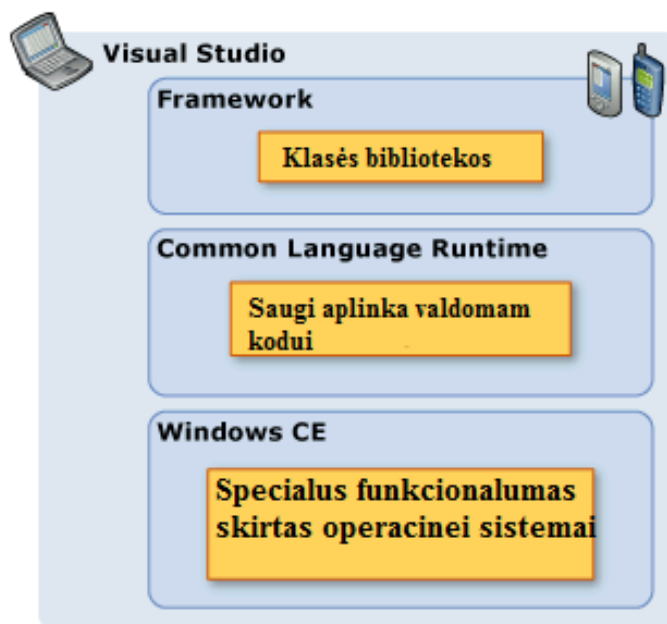 Visual Studio
Framework
Klasės bibliotekos
Common Language Runtime
Saugi aplinka valdomam
kodui
Windows CE
Specialus funkcionalumas
skirtas operacinei sistemai